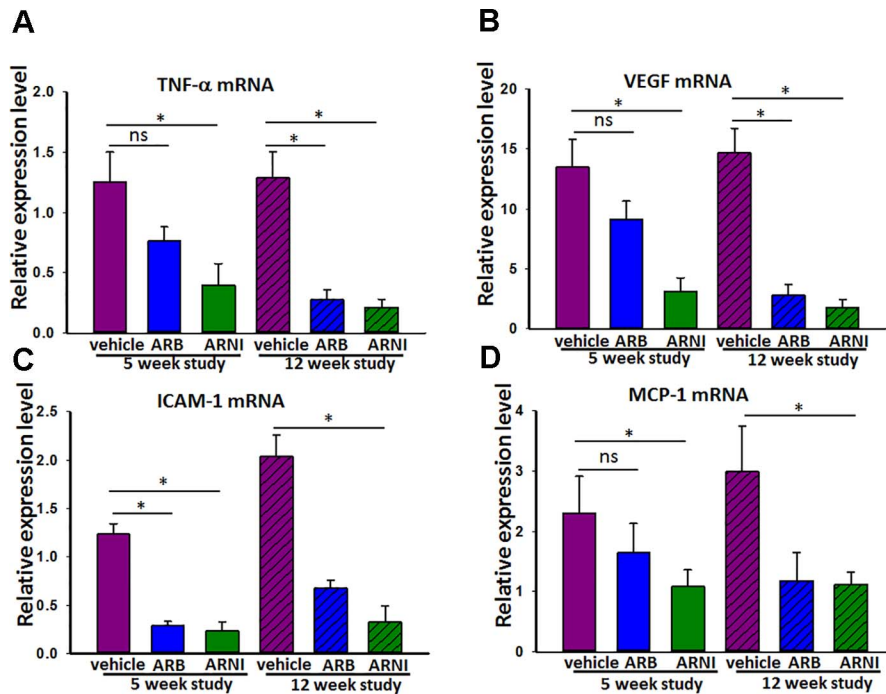 A
TNF-α mRNA
Relative expression level
2.0
1.5
1.0
0.5
0.0
*
ns
*
*
vehicle ARB ARNI vehicle ARB ARNI
5 week study 12 week study
B
VEGF mRNA
Relative expression level
20
15
10
5
0
*
ns
*
*
vehicle ARB ARNI vehicle ARB ARNI
5 week study 12 week study
C
ICAM-1 mRNA
Relative expression level
2.5
2.0
1.5
1.0
0.5
0.0
*
*
*
vehicle ARB ARNI vehicle ARB ARNI
5 week study 12 week study
D
MCP-1 mRNA
Relative expression level
4
3
2
1
0
*
ns
*
vehicle ARB ARNI vehicle ARB ARNI
5 week study 12 week study